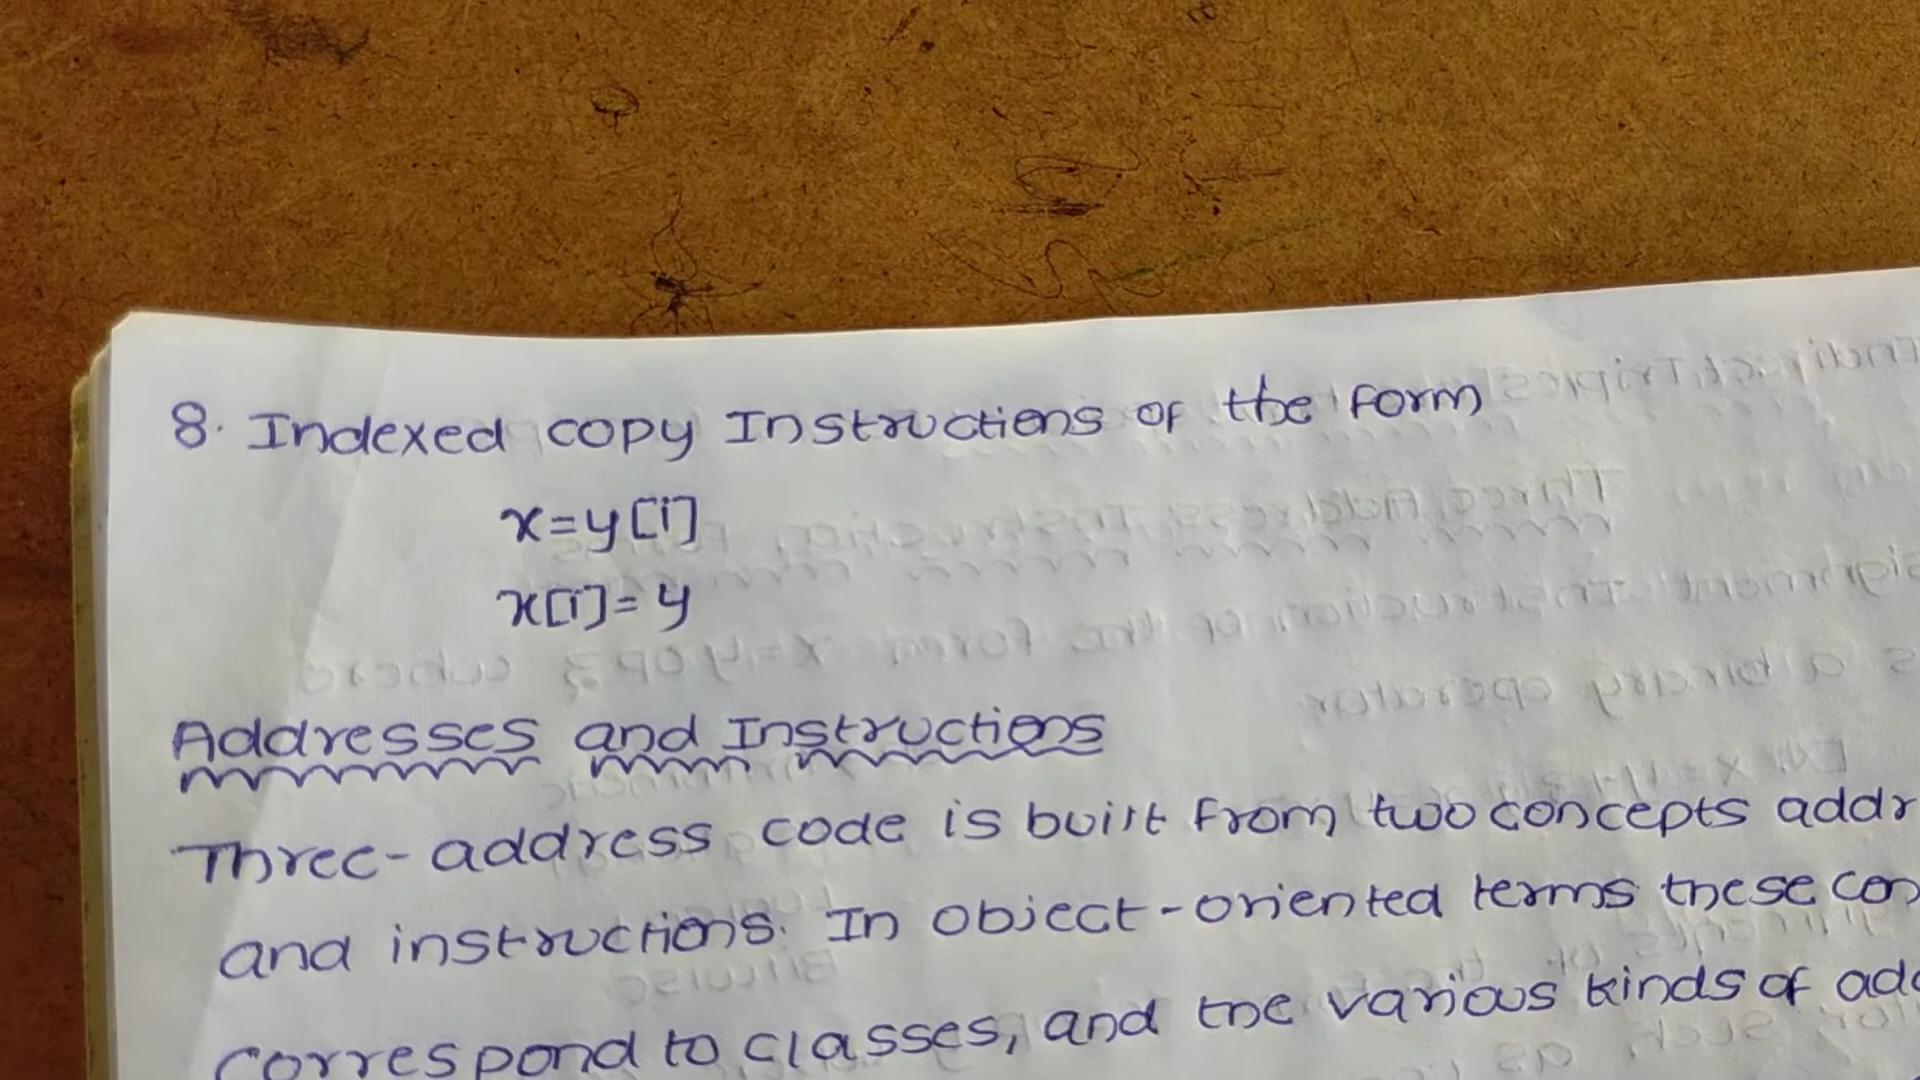 8. Indexed copy Instructions of the form
x=y[i]
x[i]=y
Addresses and Instructions
Three-address code is built from two concepts addr
and instructions. In object-oriented terms these con
correspond to classes, and the various kinds of add